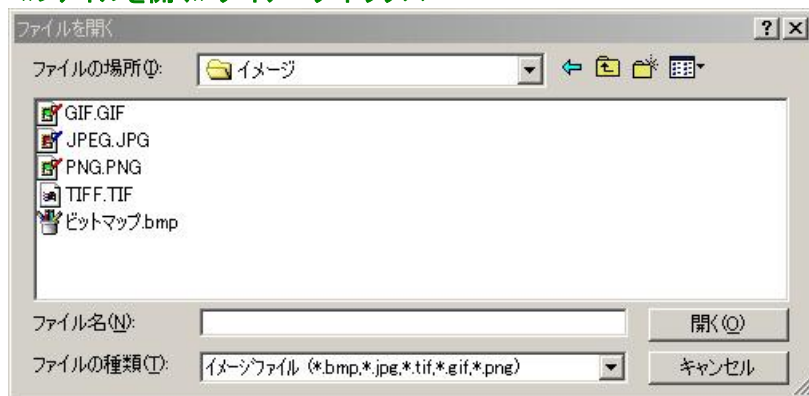 ファイルを開く
ファイルの場所(I): イメージ
GIF.GIF
JPEG.JPG
PNG.PNG
TIFF.TIF
ビットマップ.bmp
ファイル名(N):
開く(O)
ファイルの種類(T): イメージファイル (*.bmp,*.jpg,*.tif,*.gif,*.png)
キャンセル